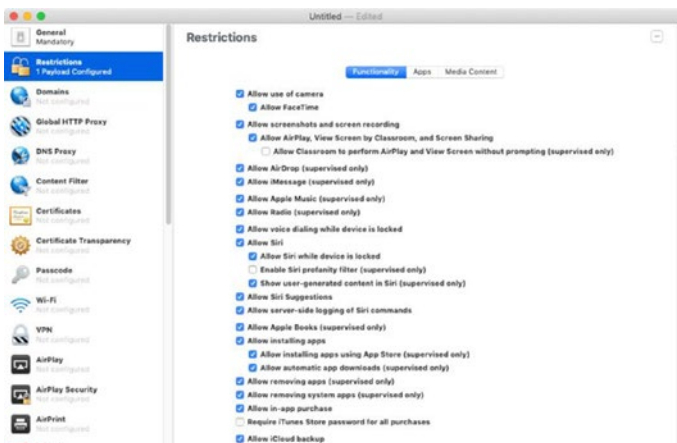 Untitled — Edited
General
Mandatory
Restrictions
1 Payload Configured
Domains
Not configured
Global HTTP Proxy
Not configured
DNS Proxy
Not configured
Content Filter
Not configured
Certificates
Not configured
Certificate Transparency
Not configured
Passcode
Not configured
Wi-Fi
Not configured
VPN
Not configured
AirPlay
Not configured
AirPlay Security
Not configured
AirPrint
Not configured
Restrictions
Functionality Apps Media Content
Allow use of camera
Allow FaceTime
Allow screenshots and screen recording
Allow AirPlay, View Screen by Classroom, and Screen Sharing
Allow Classroom to perform AirPlay and View Screen without prompting (supervised only)
Allow AirDrop (supervised only)
Allow iMessage (supervised only)
Allow Apple Music (supervised only)
Allow Radio (supervised only)
Allow voice dialing while device is locked
Allow Siri
Allow Siri while device is locked
Enable Siri profanity filter (supervised only)
Show user-generated content in Siri (supervised only)
Allow Siri Suggestions
Allow server-side logging of Siri commands
Allow Apple Books (supervised only)
Allow installing apps
Allow installing apps using App Store (supervised only)
Allow automatic app downloads (supervised only)
Allow removing apps (supervised only)
Allow removing system apps (supervised only)
Allow in-app purchase
Require iTunes Store password for all purchases
Allow iCloud backup